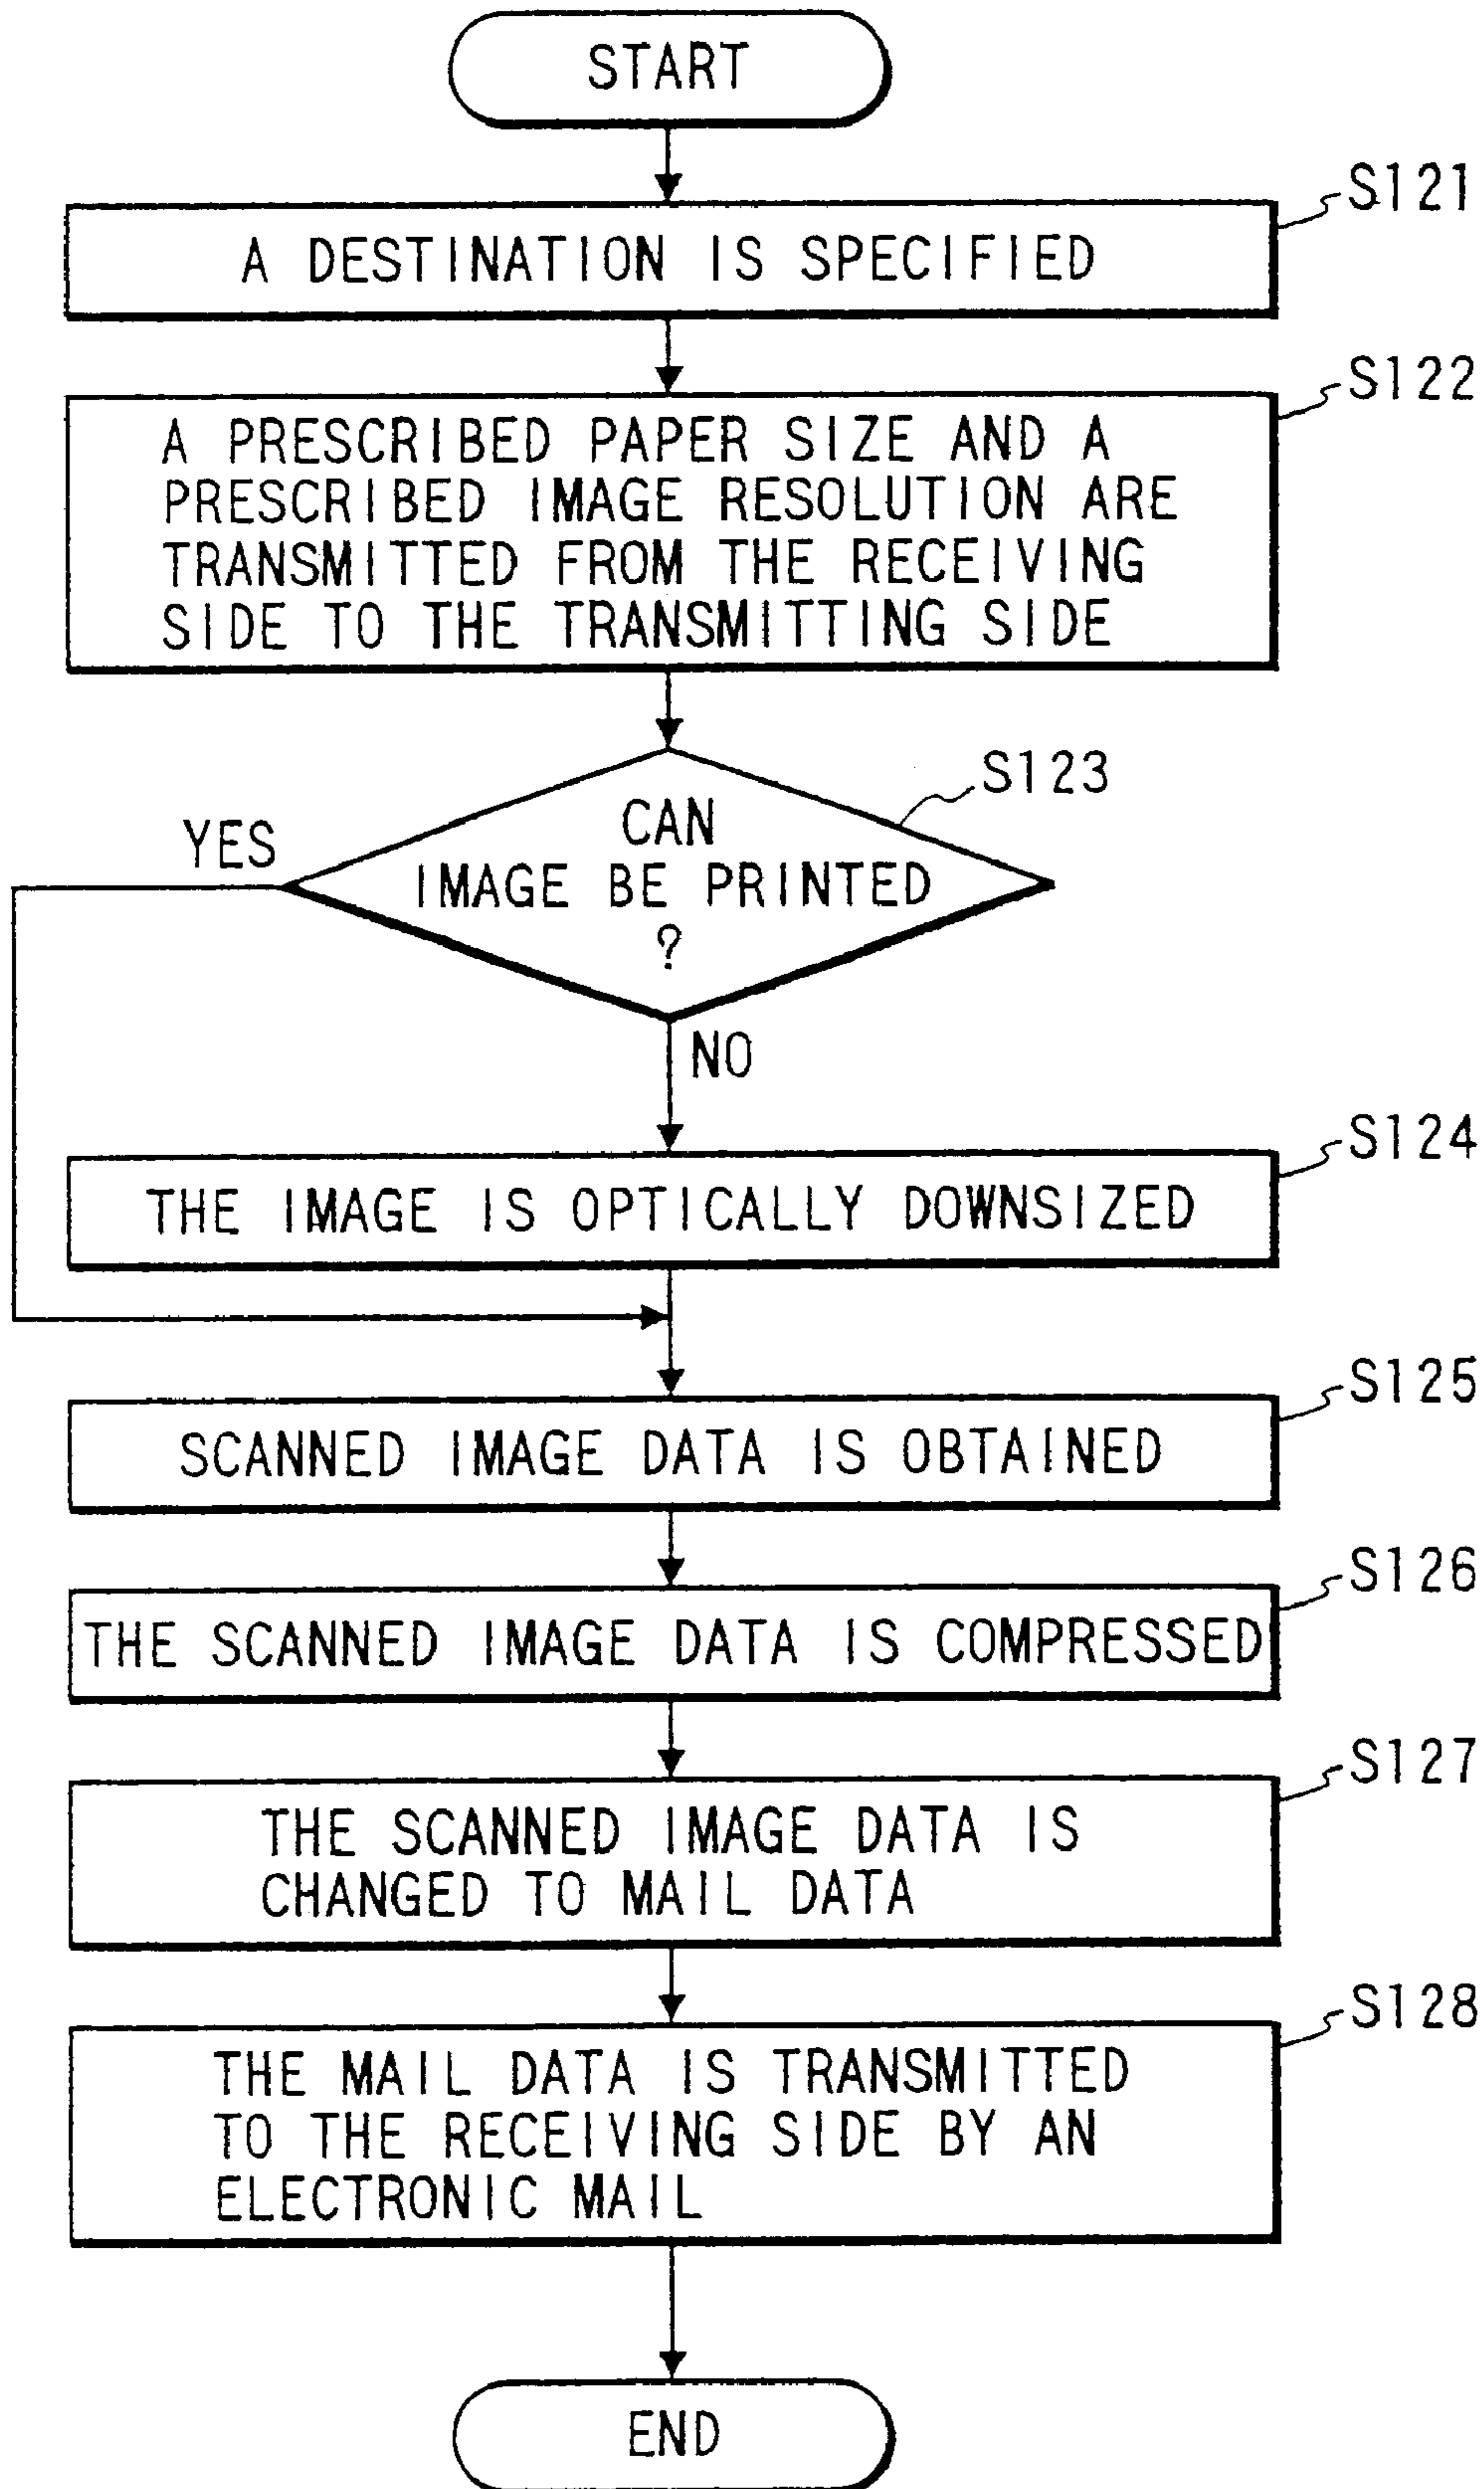 START
S121
A DESTINATION IS SPECIFIED
S122
A PRESCRIBED PAPER SIZE AND A
PRESCRIBED IMAGE RESOLUTION ARE
TRANSMITTED FROM THE RECEIVING
SIDE TO THE TRANSMITTING SIDE
S123
CAN
IMAGE BE PRINTED
?
YES
NO
S124
THE IMAGE IS OPTICALLY DOWNSIZED
S125
SCANNED IMAGE DATA IS OBTAINED
S126
THE SCANNED IMAGE DATA IS COMPRESSED
S127
THE SCANNED IMAGE DATA IS
CHANGED TO MAIL DATA
S128
THE MAIL DATA IS TRANSMITTED
TO THE RECEIVING SIDE BY AN
ELECTRONIC MAIL
END